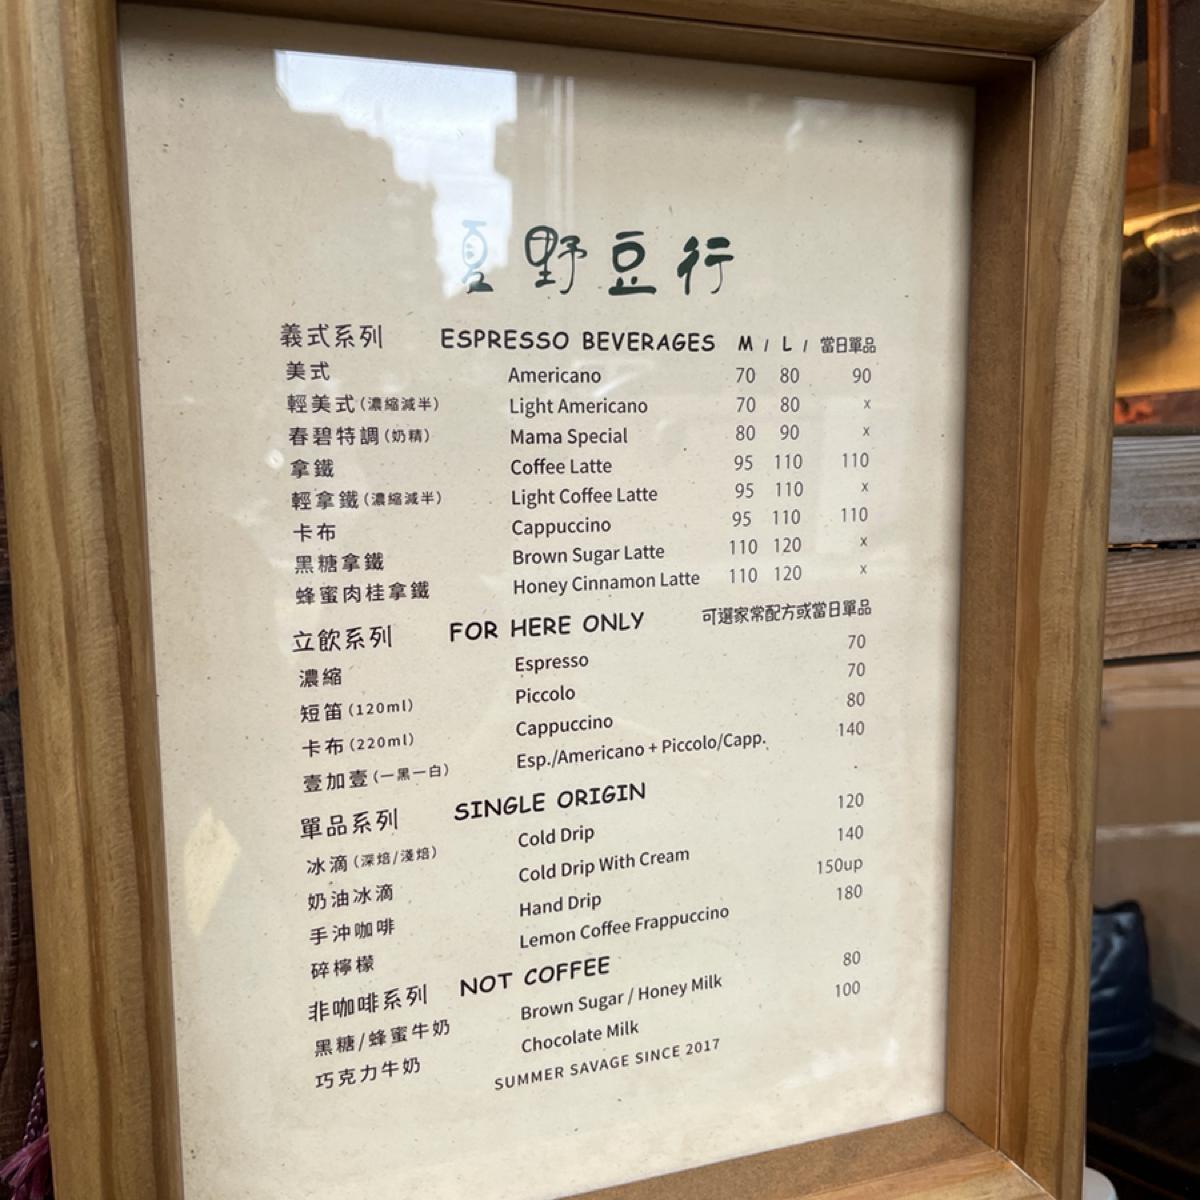 夏野豆行
義式系列 ESPRESSO BEVERAGES M / L / 當日單品
美式 Americano 70 80 90
輕美式(濃縮減半) Light Americano 70 80 x
春碧特調(奶精) Mama Special 80 90 x
拿鐵 Coffee Latte 95 110 110
輕拿鐵(濃縮減半) Light Coffee Latte 95 110 x
卡布 Cappuccino 95 110 110
黑糖拿鐵 Brown Sugar Latte 110 120 x
蜂蜜肉桂拿鐵 Honey Cinnamon Latte 110 120 x
立飲系列 FOR HERE ONLY 可選家常配方或當日單品
濃縮 Espresso 70
短笛(120ml) Piccolo 70
卡布(220ml) Cappuccino 80
壹加壹(一黑一白) Esp./Americano + Piccolo/Capp. 140
單品系列 SINGLE ORIGIN
冰滴(深焙/淺焙) Cold Drip 120
奶油冰滴 Cold Drip With Cream 140
手沖咖啡 Hand Drip 150up
碎檸檬 Lemon Coffee Frappuccino 180
非咖啡系列 NOT COFFEE
黑糖/蜂蜜牛奶 Brown Sugar / Honey Milk 80
巧克力牛奶 Chocolate Milk 100
SUMMER SAVAGE SINCE 2017